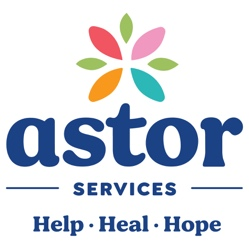 astor
SERVICES
Help · Heal · Hope